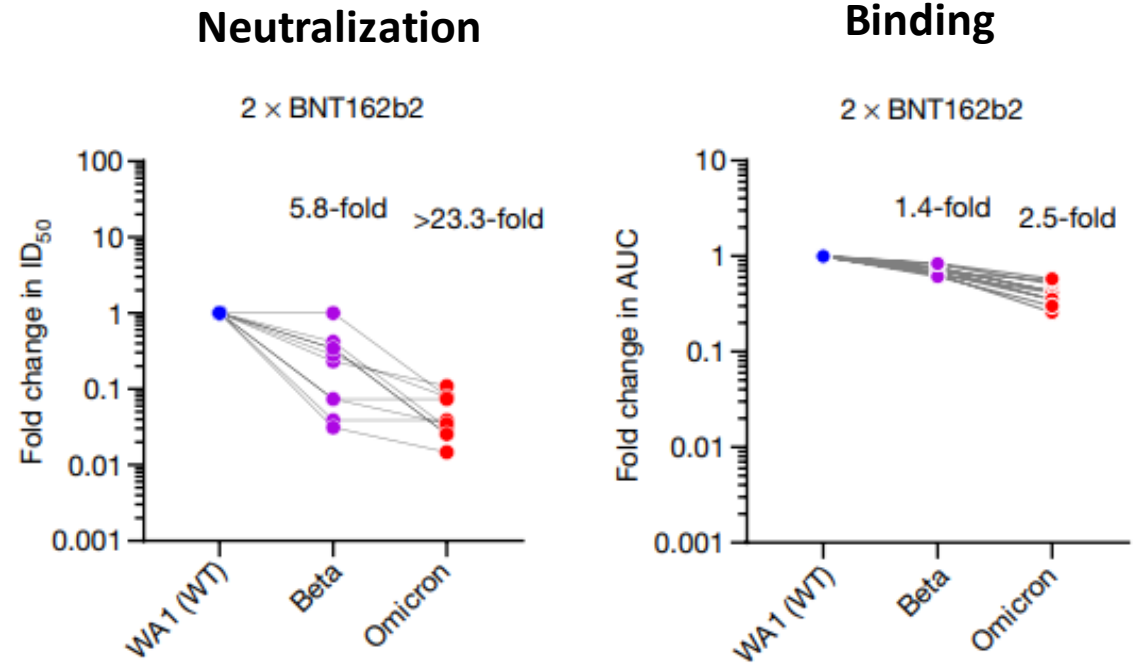 Neutralization
2 × BNT162b2
5.8-fold
>23.3-fold
Fold change in ID50
100
10
1
0.1
0.01
0.001
WA1 (WT)
Beta
Omicron
Binding
2 × BNT162b2
1.4-fold
2.5-fold
Fold change in AUC
10
1
0.1
0.01
0.001
WA1 (WT)
Beta
Omicron